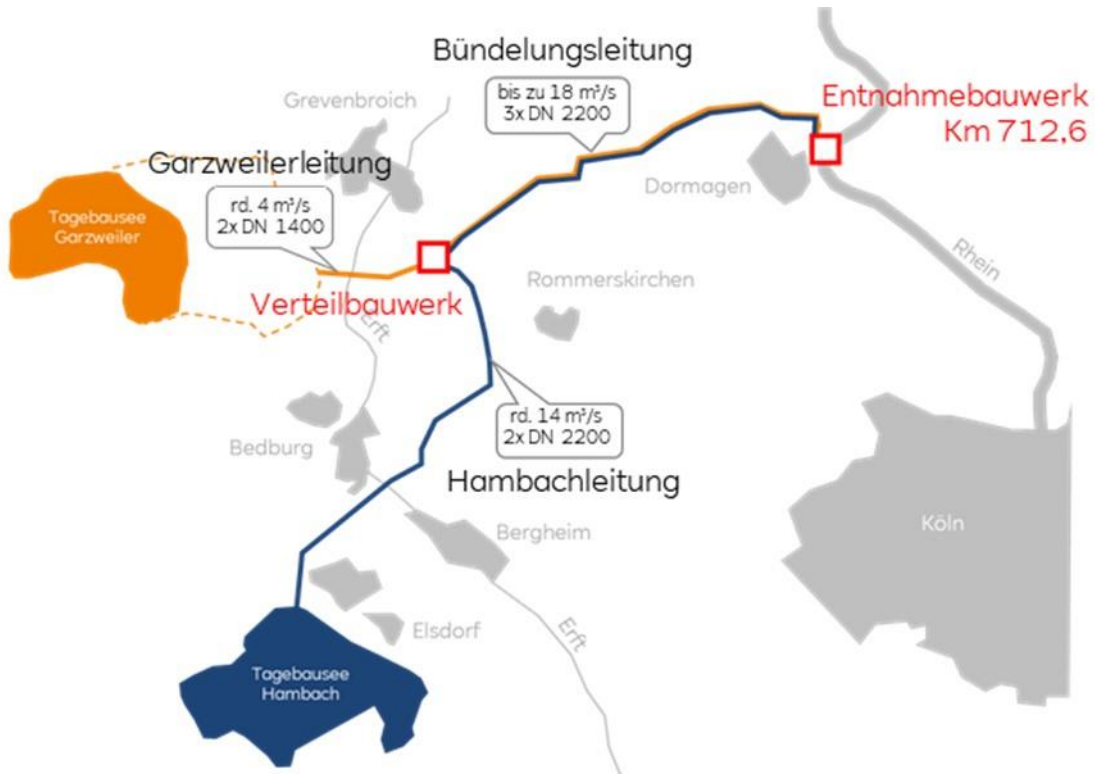 Bündelungsleitung
bis zu 18 m³/s
3x DN 2200
Entnahmebauwerk
Km 712,6
Grevenbroich
Garzweilerleitung
rd. 4 m³/s
2x DN 1400
Dormagen
Tagebausee
Garzweiler
Rhein
Rommerskirchen
Verteilbauwerk
Erft
rd. 14 m³/s
2x DN 2200
Bedburg
Hambachleitung
Köln
Bergheim
Elsdorf
Erft
Tagebausee
Hambach